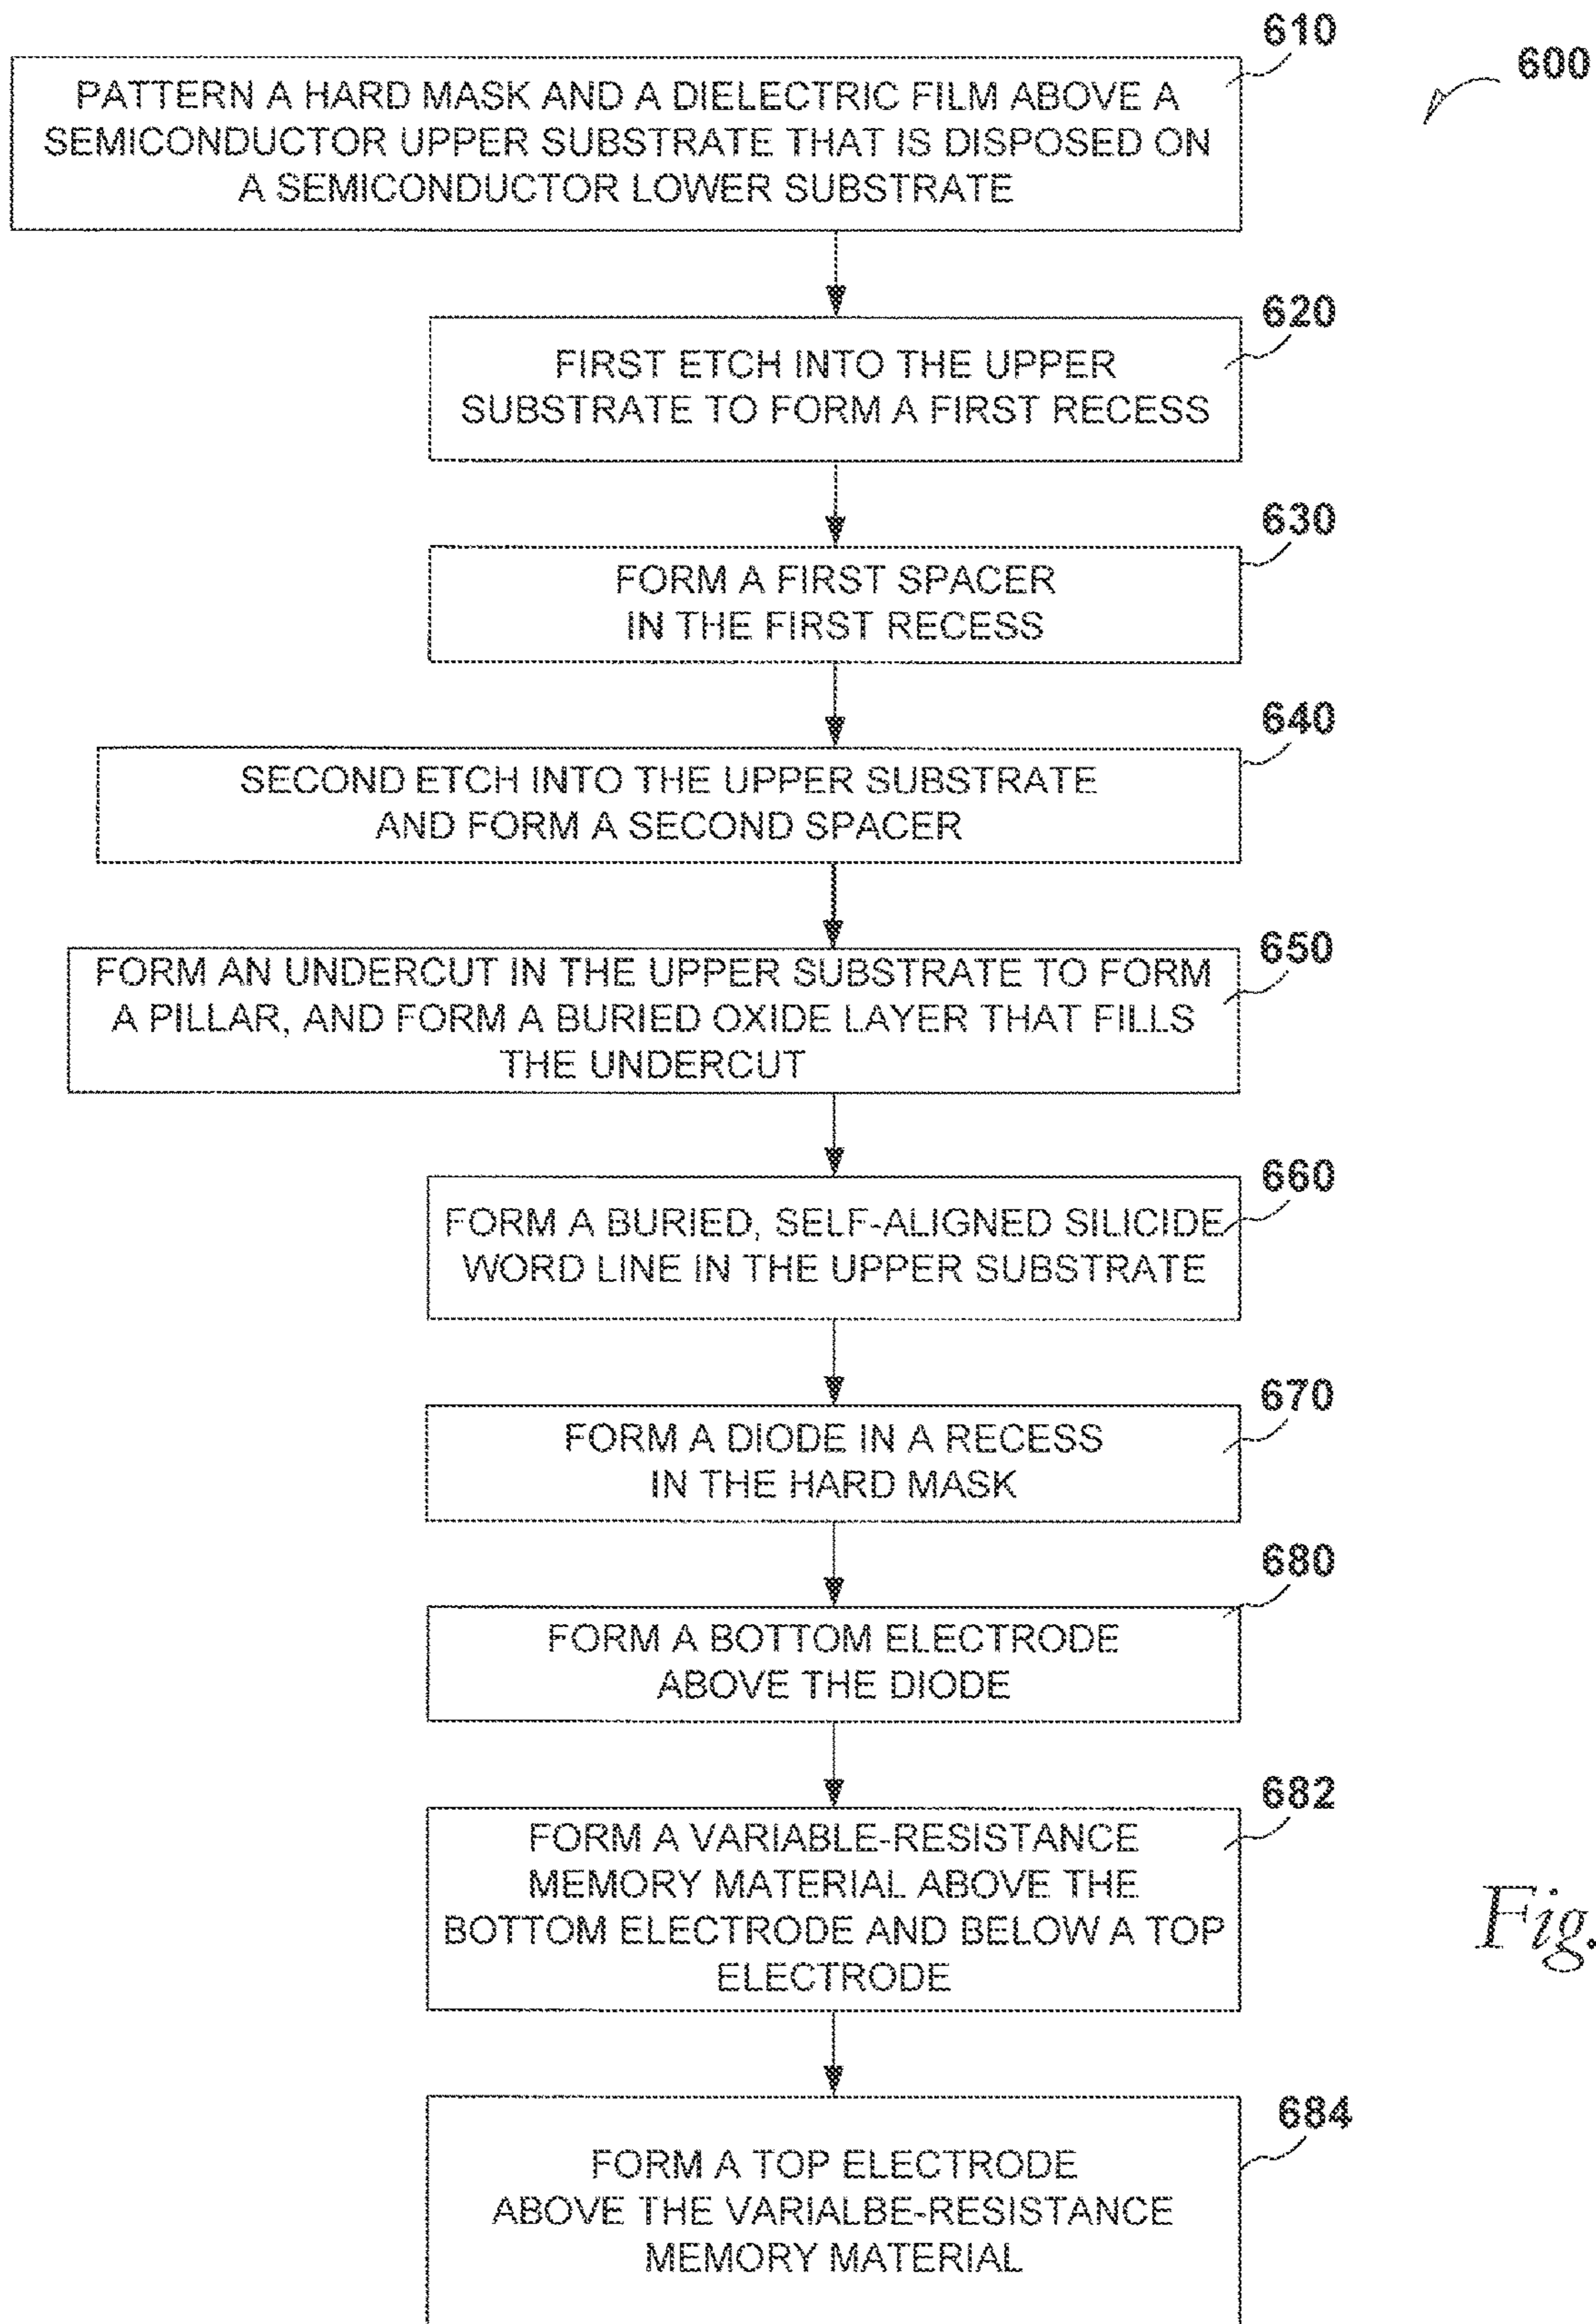 610
600
PATTERN A HARD MASK AND A DIELECTRIC FILM ABOVE A
SEMICONDUCTOR UPPER SUBSTRATE THAT IS DISPOSED ON
A SEMICONDUCTOR LOWER SUBSTRATE
620
FIRST ETCH INTO THE UPPER
SUBSTRATE TO FORM A FIRST RECESS
630
FORM A FIRST SPACER
IN THE FIRST RECESS
640
SECOND ETCH INTO THE UPPER SUBSTRATE
AND FORM A SECOND SPACER
650
FORM AN UNDERCUT IN THE UPPER SUBSTRATE TO FORM
A PILLAR, AND FORM A BURIED OXIDE LAYER THAT FILLS
THE UNDERCUT
660
FORM A BURIED, SELF-ALIGNED SILICIDE
WORD LINE IN THE UPPER SUBSTRATE
670
FORM A DIODE IN A RECESS
IN THE HARD MASK
680
FORM A BOTTOM ELECTRODE
ABOVE THE DIODE
682
FORM A VARIABLE-RESISTANCE
MEMORY MATERIAL ABOVE THE
BOTTOM ELECTRODE AND BELOW A TOP
ELECTRODE
Fig.
684
FORM A TOP ELECTRODE
ABOVE THE VARIALBE-RESISTANCE
MEMORY MATERIAL